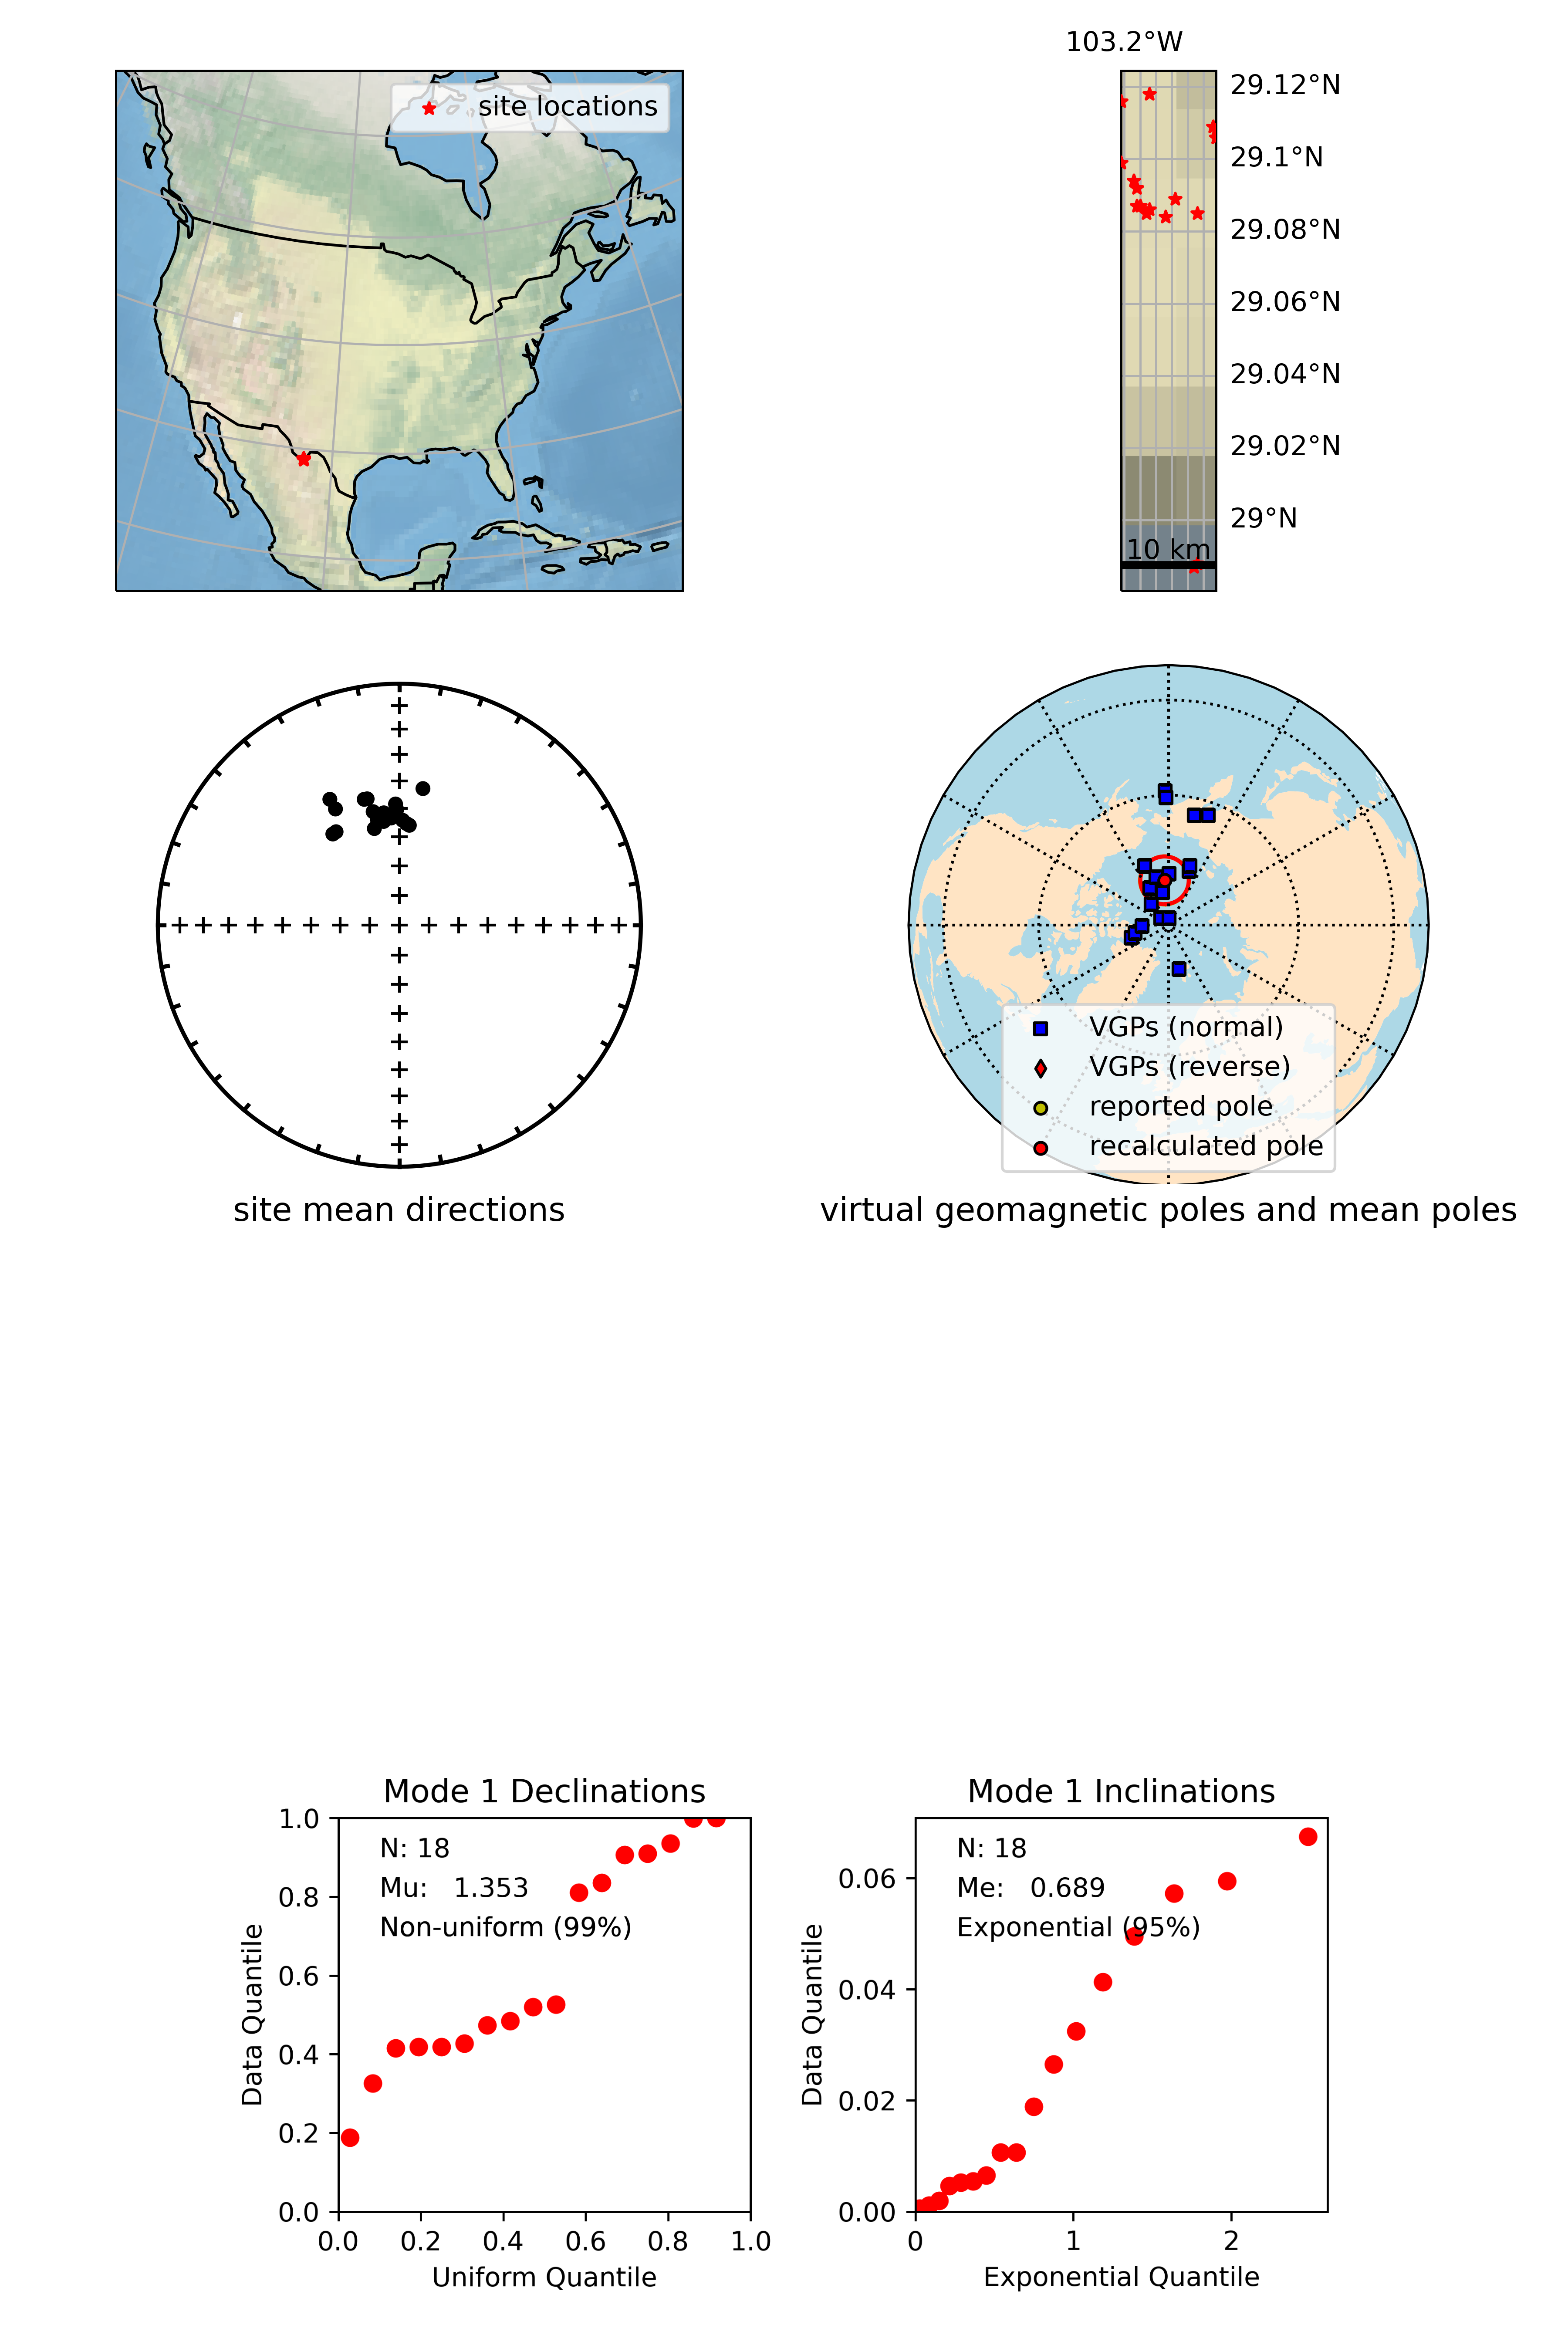 103.2°W
site locations
29.12°N
29.1°N
29.08°N
29.06°N
29.04°N
29.02°N
29°N
10 km
VGPs (normal)
VGPs (reverse)
reported pole
recalculated pole
site mean directions
virtual geomagnetic poles and mean poles
Mode 1 Declinations
N: 18
Mu: 1.353
Non-uniform (99%)
Data Quantile
1.0
0.8
0.6
0.4
0.2
0.0
0.0 0.2 0.4 0.6 0.8 1.0
Uniform Quantile
Mode 1 Inclinations
N: 18
Me: 0.689
Exponential (95%)
Data Quantile
0.06
0.04
0.02
0.00
0 1 2
Exponential Quantile